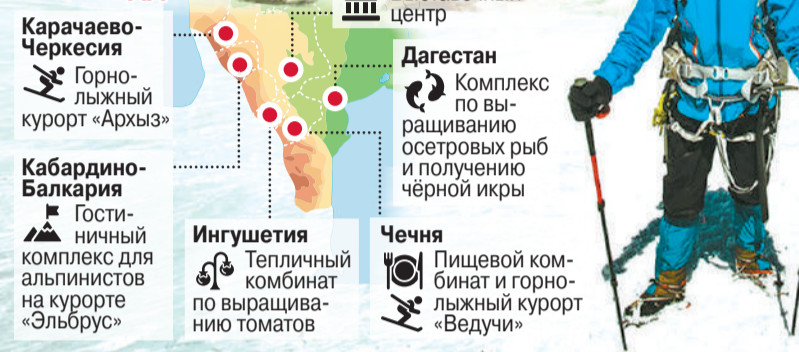 центр
Карачаево-
Черкесия
Горно-
лыжный
курорт «Архыз»
Дагестан
Комплекс
по вы-
ращиванию
осетровых рыб
и получению
чёрной икры
Кабардино-
Балкария
Гости-
ничный
комплекс для
альпинистов
на курорте
«Эльбрус»
Ингушетия
Тепличный
комбинат
по выращива-
нию томатов
Чечня
Пищевой ком-
бинат и горно-
лыжный курорт
«Ведучи»